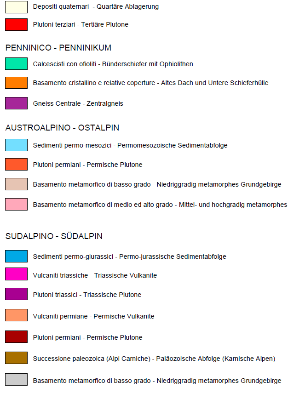 Depositi quaternari - Quartäre Ablagerung
Plutoni terziari Tertiäre Plutone
PENNINICO - PENNINIKUM
Calcescisti con ofioliti - Bündnerschiefer mit Ophiolithen
Basamento cristallino e relative coperture - Altes Dach und Untere Schieferhülle
Gneiss Centrale - Zentralgneis
AUSTROALPINO - OSTALPIN
Sedimenti permo-mesozici Permomesozoische Sedimentabfolge
Plutoni permiani - Permische Plutone
Basamento metamorfico di basso grado Niedriggradig metamorphes Grundgebirge
Basamento metamorfico di medio ed alto grado - Mittel- und hochgradig metamorphes
SUDALPINO - SÜDALPIN
Sedimenti permo-giurassici - Permo-jurassische Sedimentabfolge
Vulcaniti triassiche Triassische Vulkanite
Plutoni triassici - Triassische Plutone
Vulcaniti permiane Permische Vulkanite
Plutoni permiani Permische Plutone
Successione paleozoica (Alpi Carniche) - Paläozoische Abfolge (Karnische Alpen)
Basamento metamorfico di basso grado - Niedriggradig metamorphes Grundgebirge